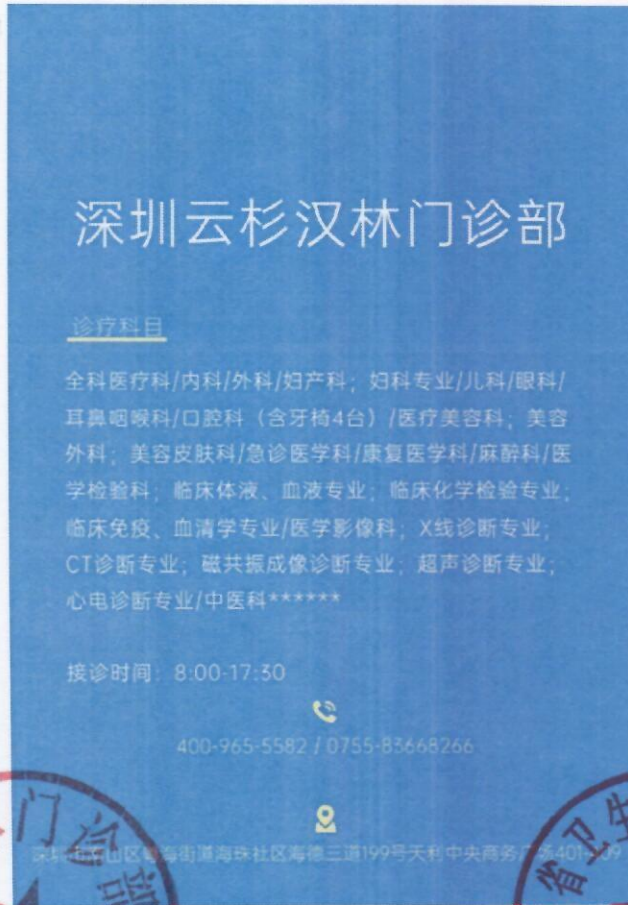 深圳云杉汉林门诊部
诊疗科目
全科医疗科/内科/外科/妇产科；妇科专业/儿科/眼科/
耳鼻咽喉科/口腔科（含牙椅4台）/医疗美容科；美容
外科；美容皮肤科/急诊医学科/康复医学科/麻醉科/医
学检验科；临床体液、血液专业；临床化学检验专业；
临床免疫、血清学专业/医学影像科；X线诊断专业；
CT诊断专业；磁共振成像诊断专业；超声诊断专业；
心电诊断专业/中医科******
接诊时间：8:00-17:30
400-965-5582 / 0755-83668266
深圳市南山区粤海街道海珠社区海德三道199号天利中央商务广场401-409
门诊部
省卫生